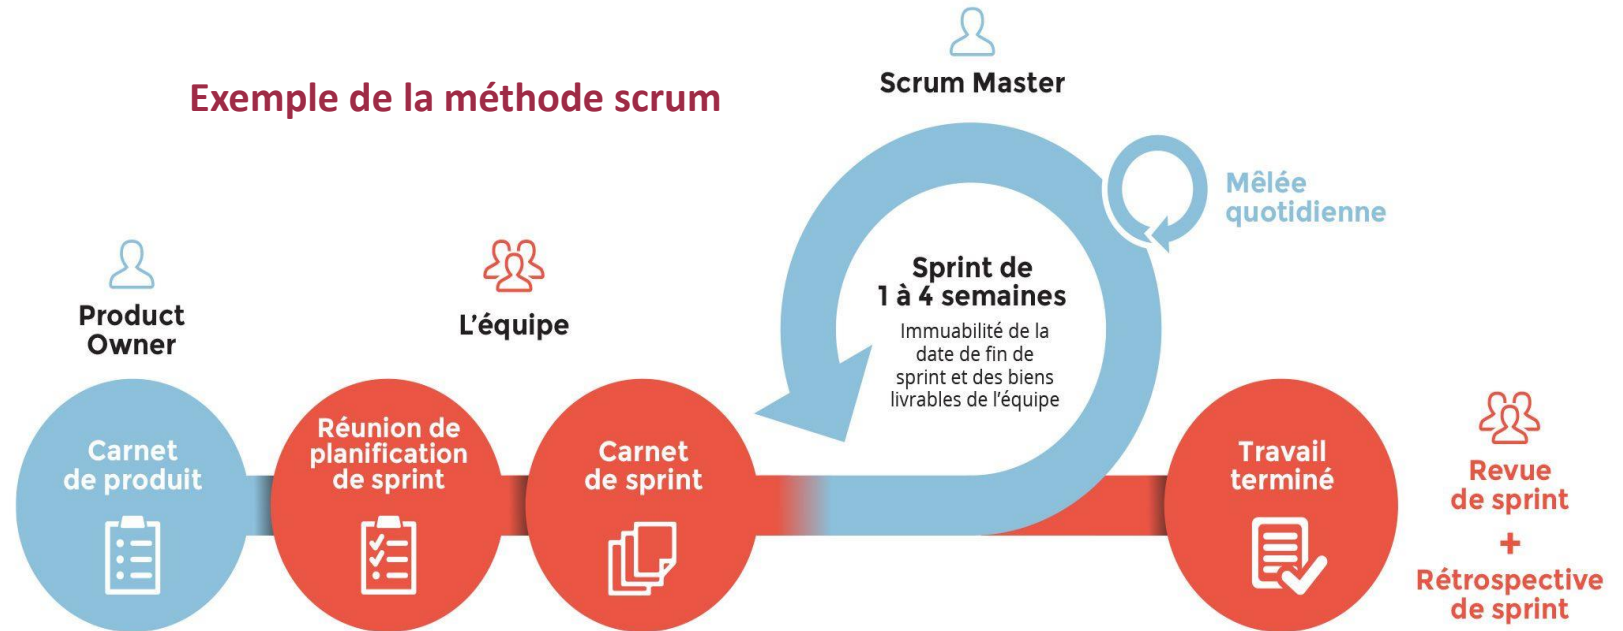 Exemple de la méthode scrum
Scrum Master
Mêlée
quotidienne
Product
Owner
L'équipe
Sprint de
1 à 4 semaines
Immuabilité de la
date de fin de
sprint et des biens
livrables de l'équipe
Carnet
de produit
Réunion de
planification
de sprint
Carnet
de sprint
Travail
terminé
Revue
de sprint
+
Rétrospective
de sprint